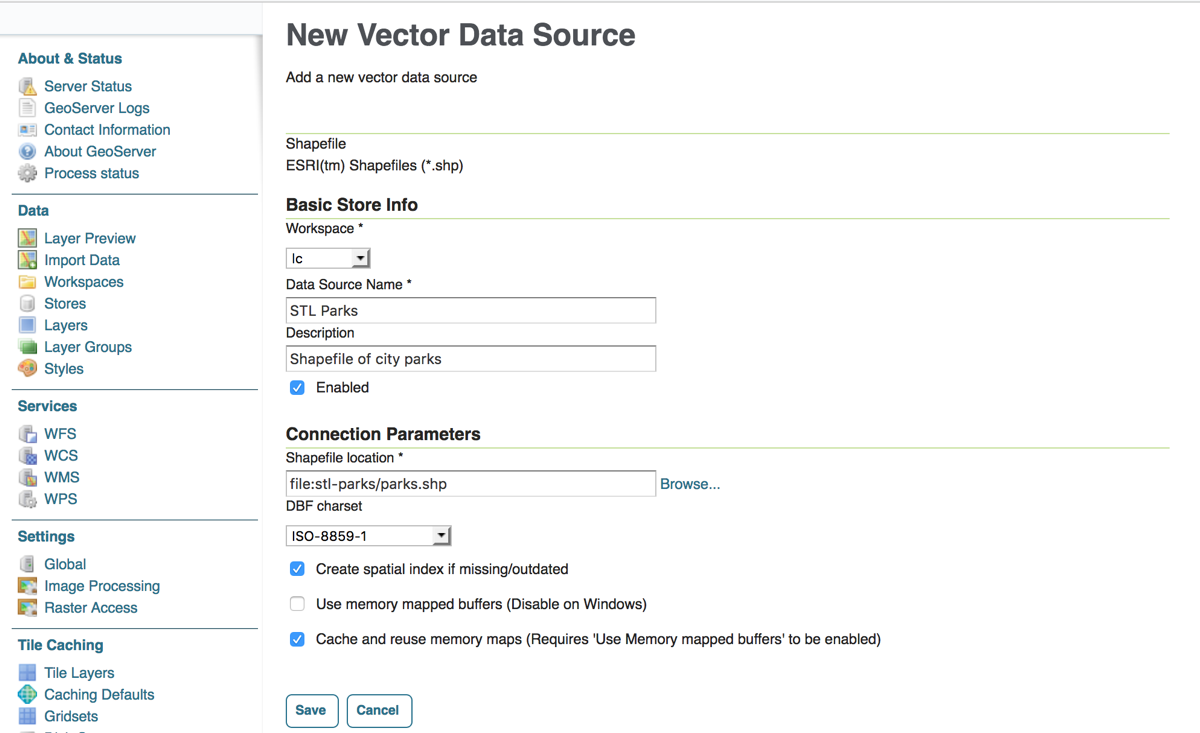 About & Status
Server Status
GeoServer Logs
Contact Information
About GeoServer
Process status
Data
Layer Preview
Import Data
Workspaces
Stores
Layers
Layer Groups
Styles
Services
WFS
WCS
WMS
WPS
Settings
Global
Image Processing
Raster Access
Tile Caching
Tile Layers
Caching Defaults
Gridsets
New Vector Data Source
Add a new vector data source
Shapefile
ESRI(tm) Shapefiles (*.shp)
Basic Store Info
Workspace *
lc
Data Source Name *
STL Parks
Description
Shapefile of city parks
Enabled
Connection Parameters
Shapefile location *
file:stl-parks/parks.shp Browse...
DBF charset
ISO-8859-1
Create spatial index if missing/outdated
Use memory mapped buffers (Disable on Windows)
Cache and reuse memory maps (Requires 'Use Memory mapped buffers' to be enabled)
Save Cancel